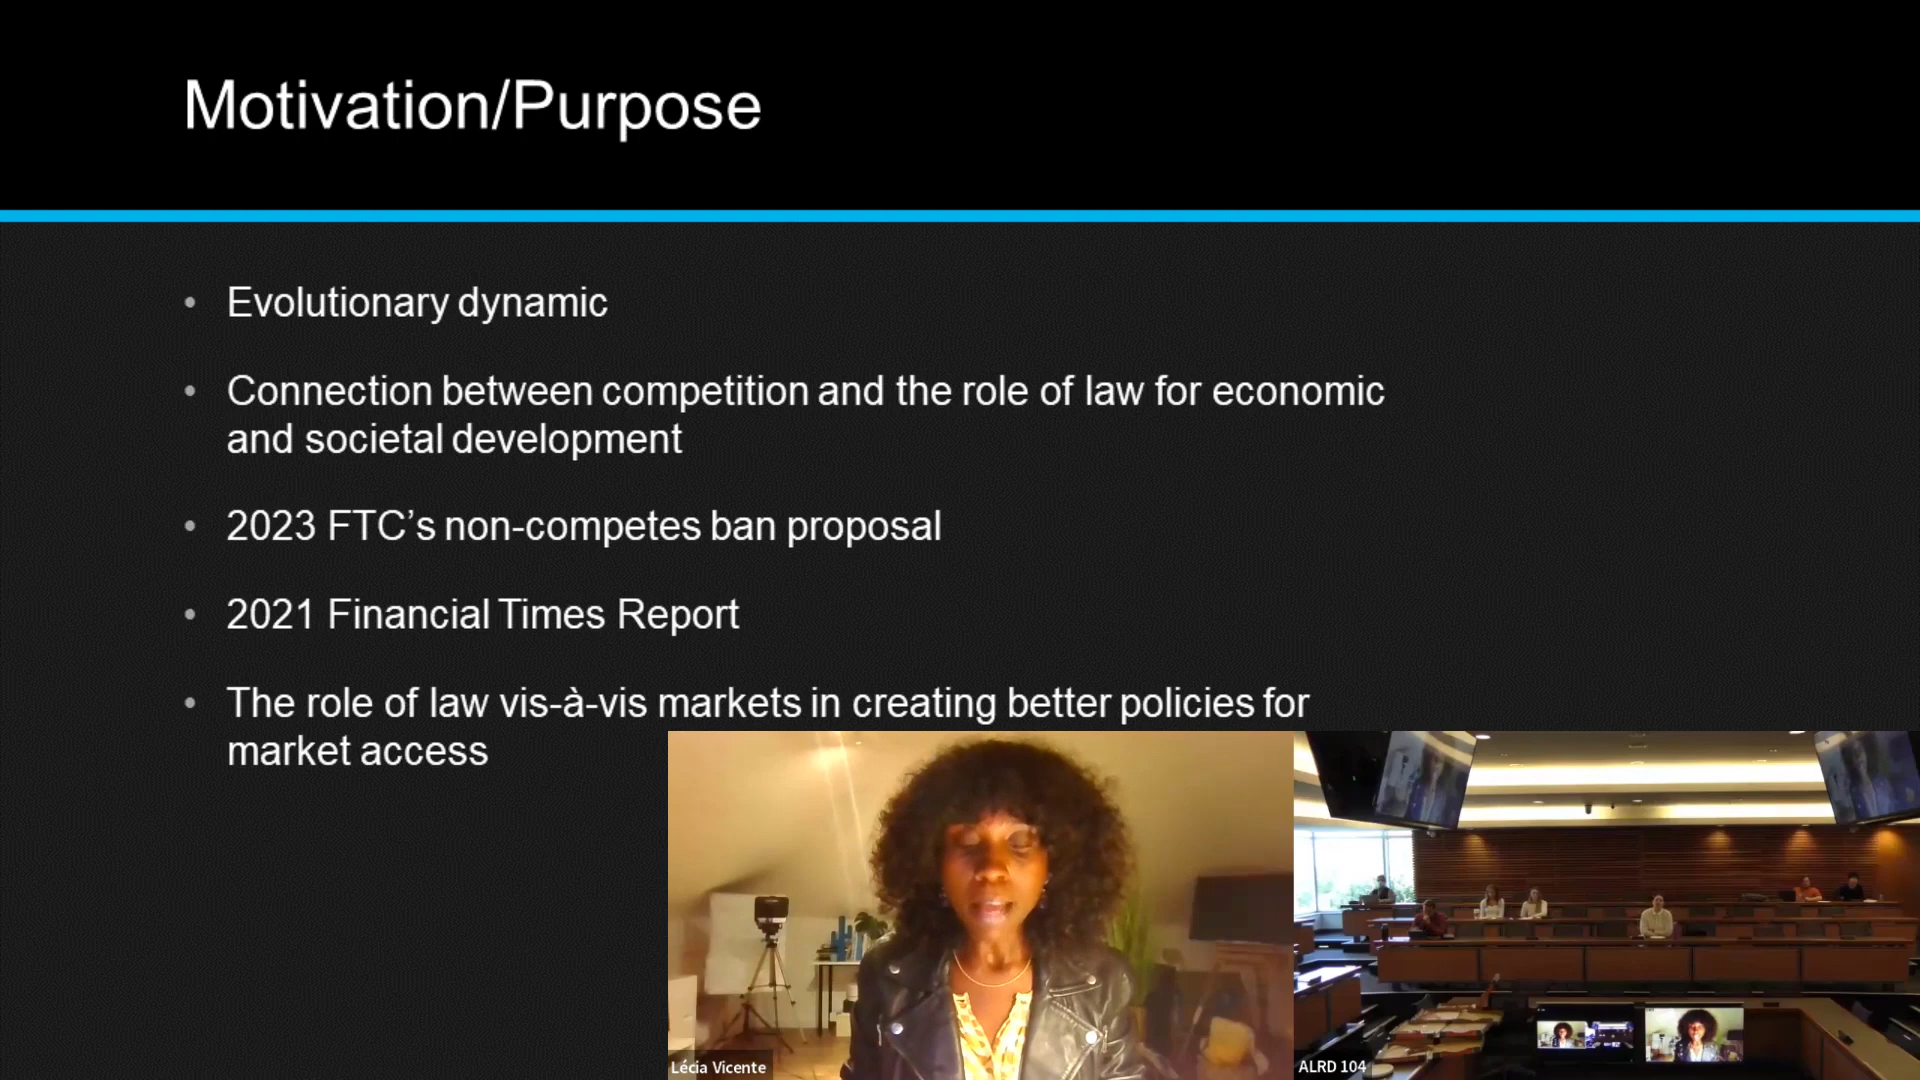 Motivation/Purpose
• Evolutionary dynamic
• Connection between competition and the role of law for economic
and societal development
• 2023 FTC’s non-competes ban proposal
• 2021 Financial Times Report
• The role of law vis-à-vis markets in creating better policies for
market access
Lécia Vicente
ALRD 104